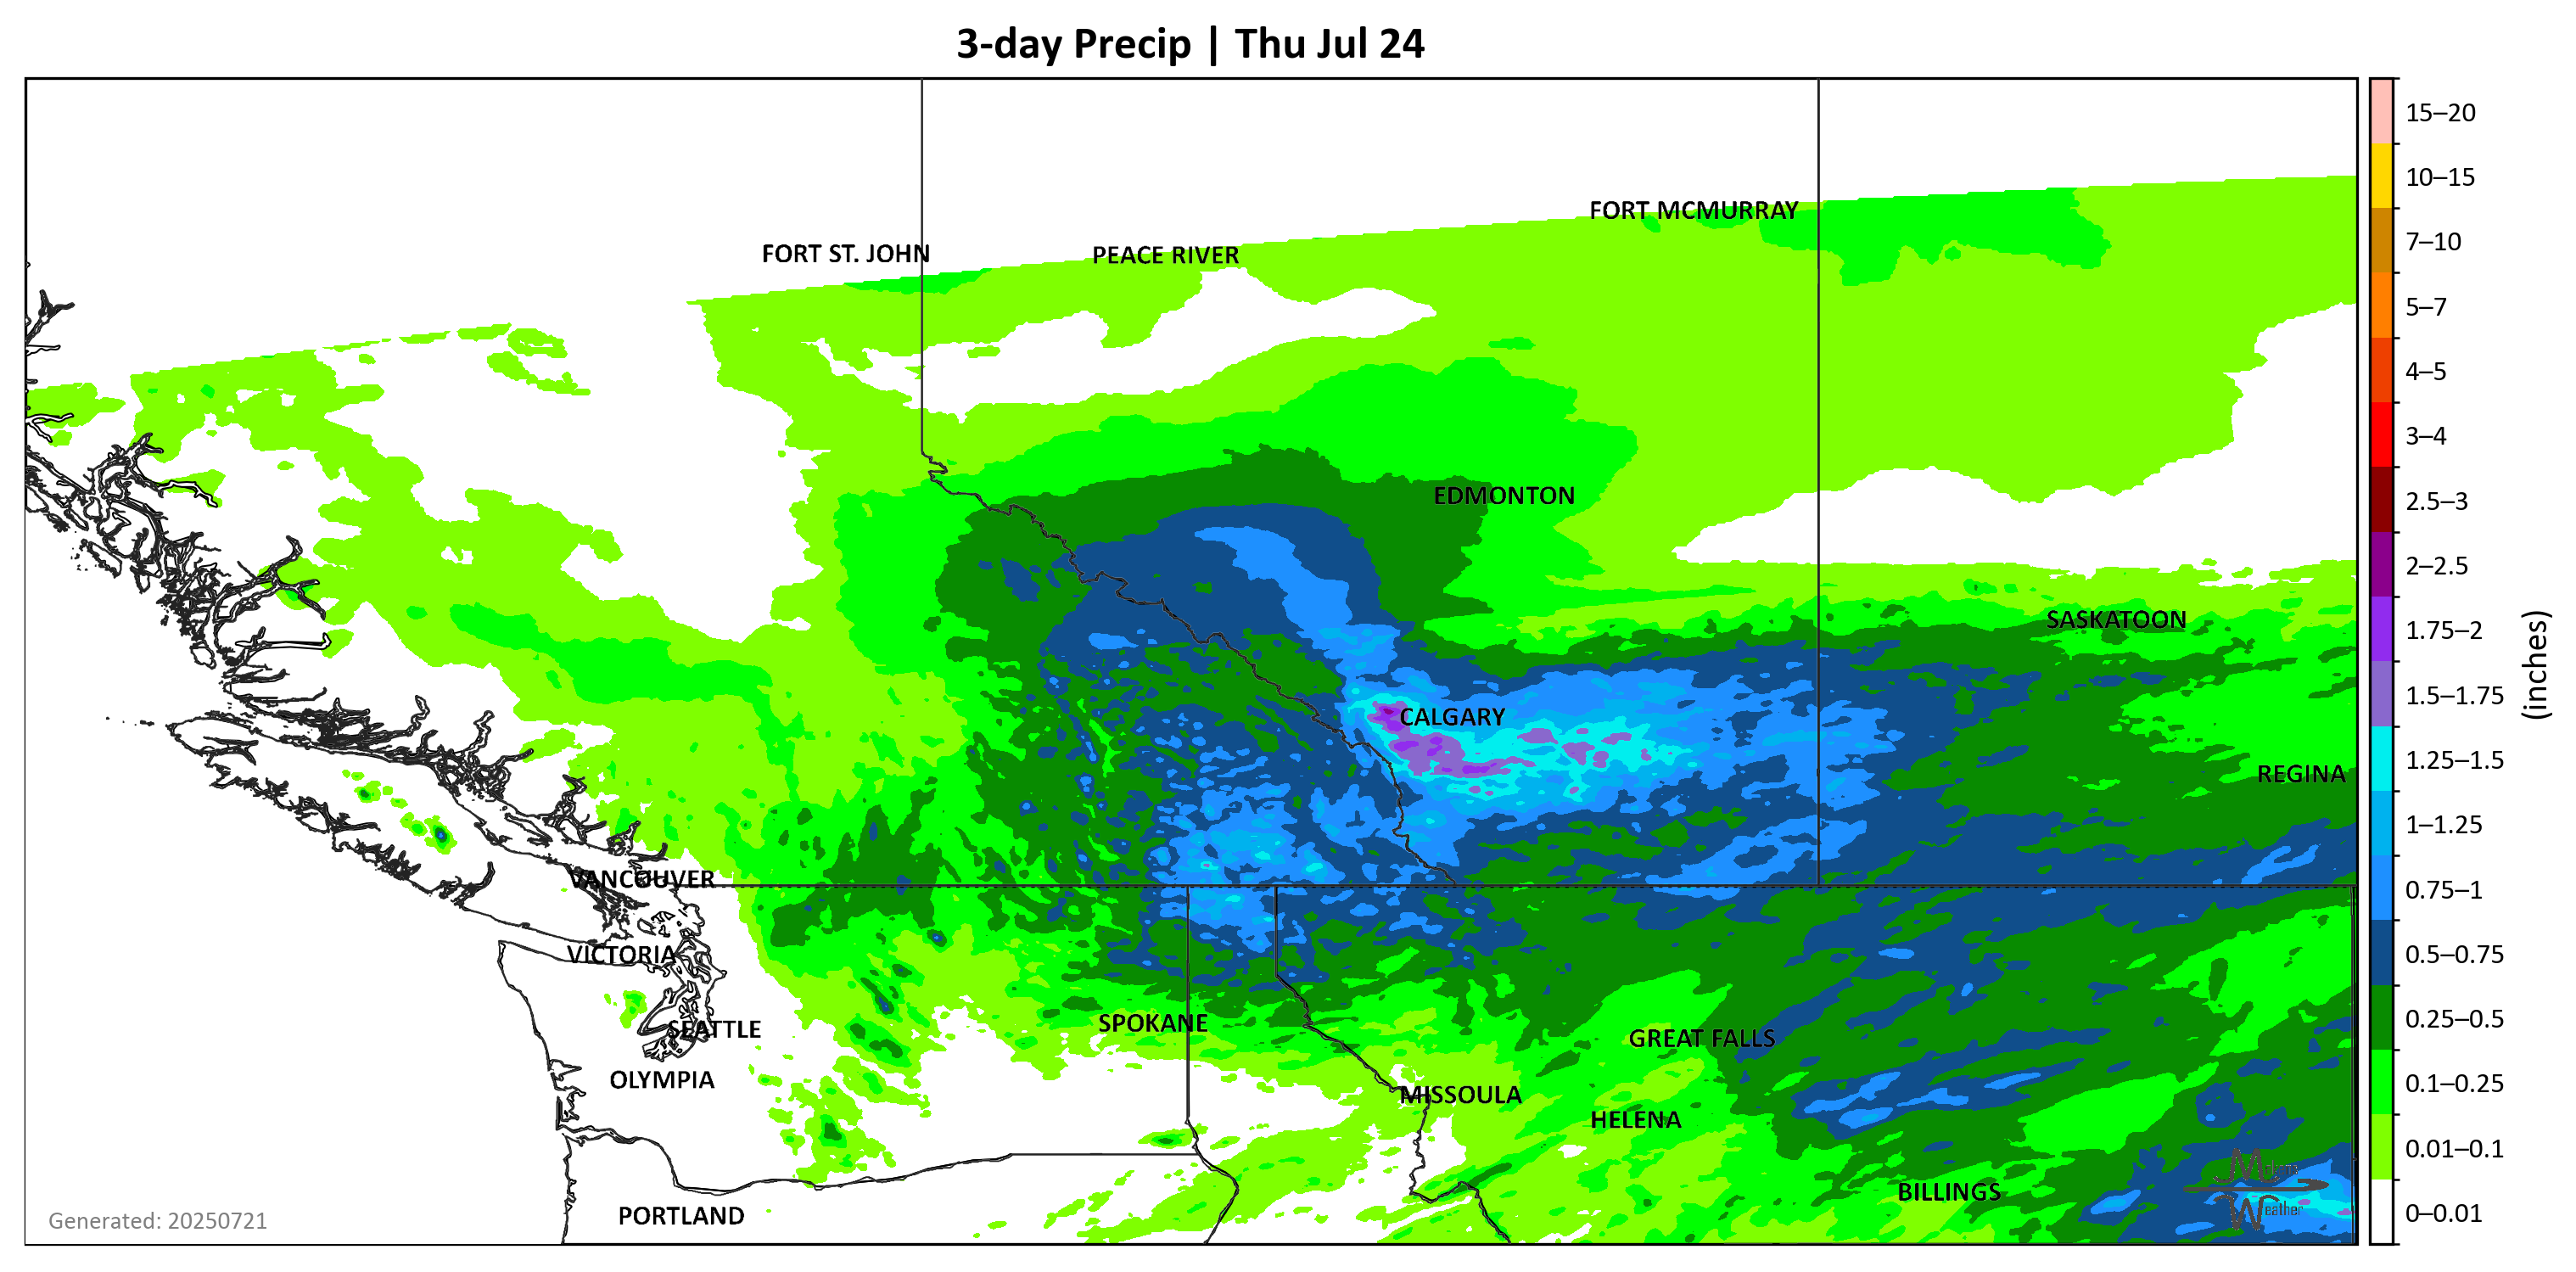 3-day Precip | Thu Jul 24
FORT MCMURRAY
FORT ST. JOHN
PEACE RIVER
EDMONTON
SASKATOON
CALGARY
REGINA
VANCOUVER
VICTORIA
SPOKANE
SEATTLE
GREAT FALLS
OLYMPIA
MISSOULA
HELENA
BILLINGS
PORTLAND
Weather
Generated: 20250721
15–20
10–15
7–10
5–7
4–5
3–4
2.5–3
2–2.5
1.75–2
1.5–1.75
1.25–1.5
1–1.25
0.75–1
0.5–0.75
0.25–0.5
0.1–0.25
0.01–0.1
0–0.01
(inches)